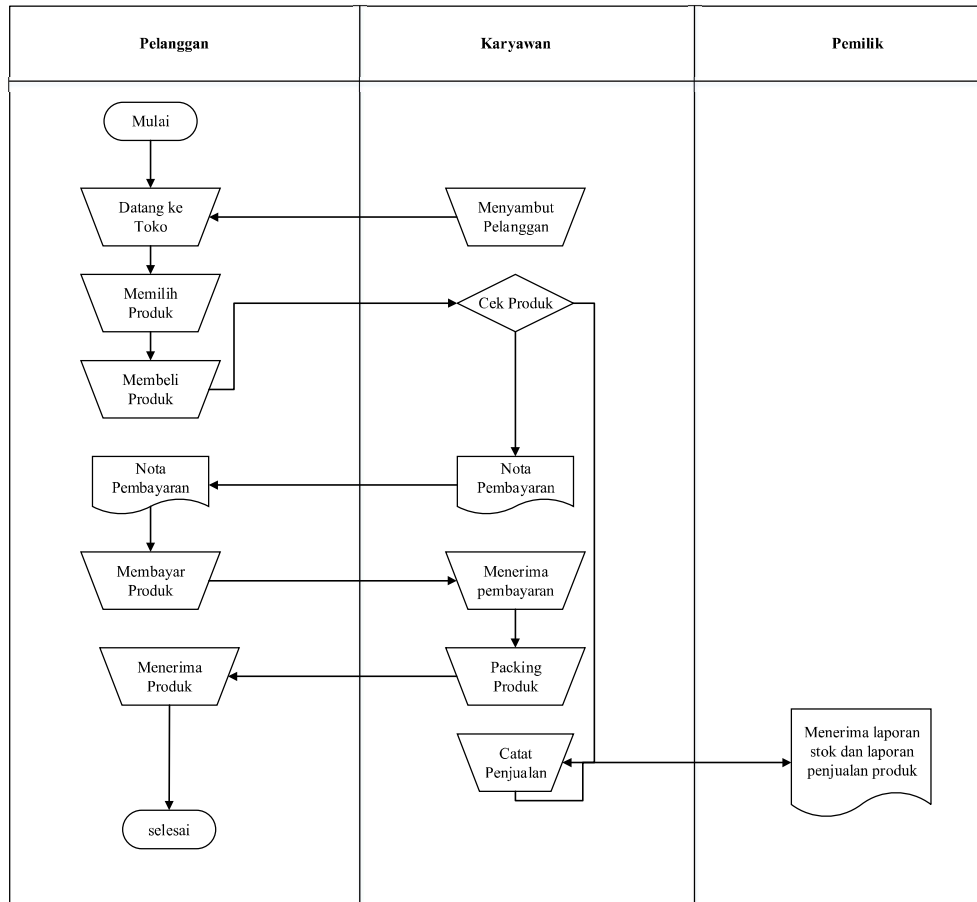 Pelanggan
Karyawan
Pemilik
Mulai
Datang ke
Toko
Menyambut
Pelanggan
Memilih
Produk
Cek Produk
Membeli
Produk
Nota
Pembayaran
Nota
Pembayaran
Membayar
Produk
Menerima
pembayaran
Menerima
Produk
Packing
Produk
Catat
Penjualan
Menerima laporan
stok dan laporan
penjualan produk
selesai